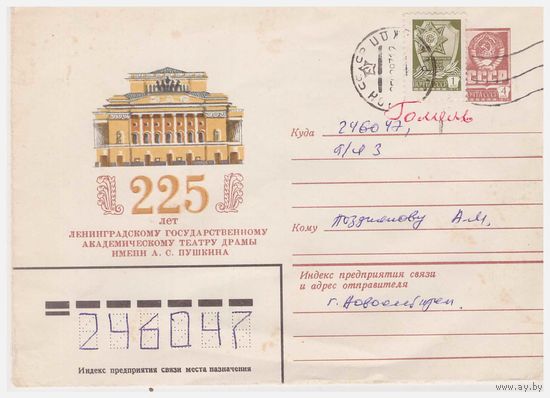 225
лет
ЛЕНИНГРАДСКОМУ ГОСУДАРСТВЕННОМУ
АКАДЕМИЧЕСКОМУ ТЕАТРУ ДРАМЫ
ИМЕНИ А. С. ПУШКИНА
СССР
Гомель
Куда 246047,
П/Я 3
Кому А.М.
Индекс предприятия связи
и адрес отправителя
г. Новосибирск
246047
Индекс предприятия связи места назначения
www.ay.by